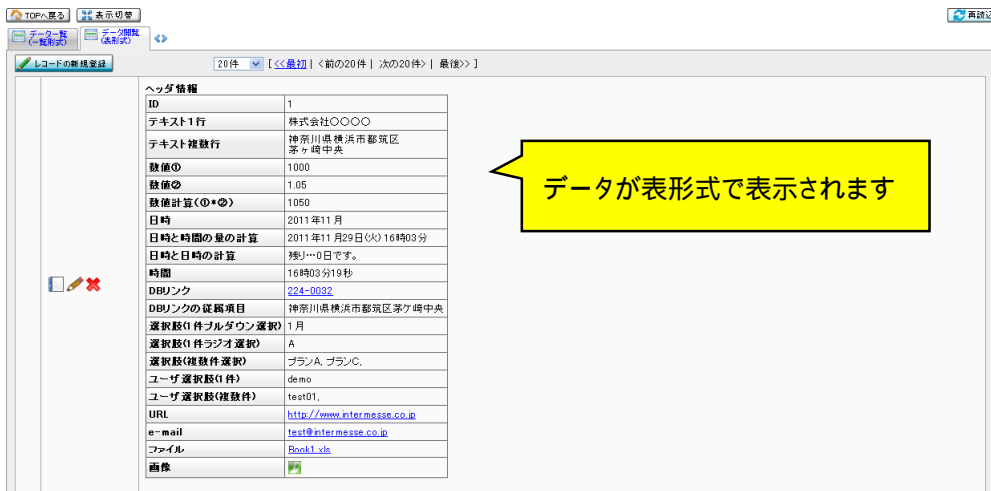 TOPへ戻る 表示切替 再読込
データ一覧 データ閲覧
(一覧形式) (表形式)
レコードの新規登録 20件 [<<最初 | <前の20件 | 次の20件> | 最後>> ]
ヘッダ情報
ID 1
テキスト1行 株式会社〇〇〇〇
テキスト複数行 神奈川県横浜市都筑区
茅ヶ崎中央
数値① 1000
数値② 1.05
数値計算(①*②) 1050
日時 2011年11月
日時と時間の量の計算 2011年11月29日(火)16時03分
日時と日時の計算 残り…0日です。
時間 16時03分19秒
DBリンク 224-0032
DBリンクの従属項目 神奈川県横浜市都筑区茅ケ崎中央
選択肢(1件プルダウン選択) 1月
選択肢(1件ラジオ選択) A
選択肢(複数件選択) プランA, プランC,
ユーザ選択肢(1件) demo
ユーザ選択肢(複数件) test01,
URL http://www.intermesse.co.jp
e-mail test@intermesse.co.jp
ファイル Book1.xls
画像
データが表形式で表示されます